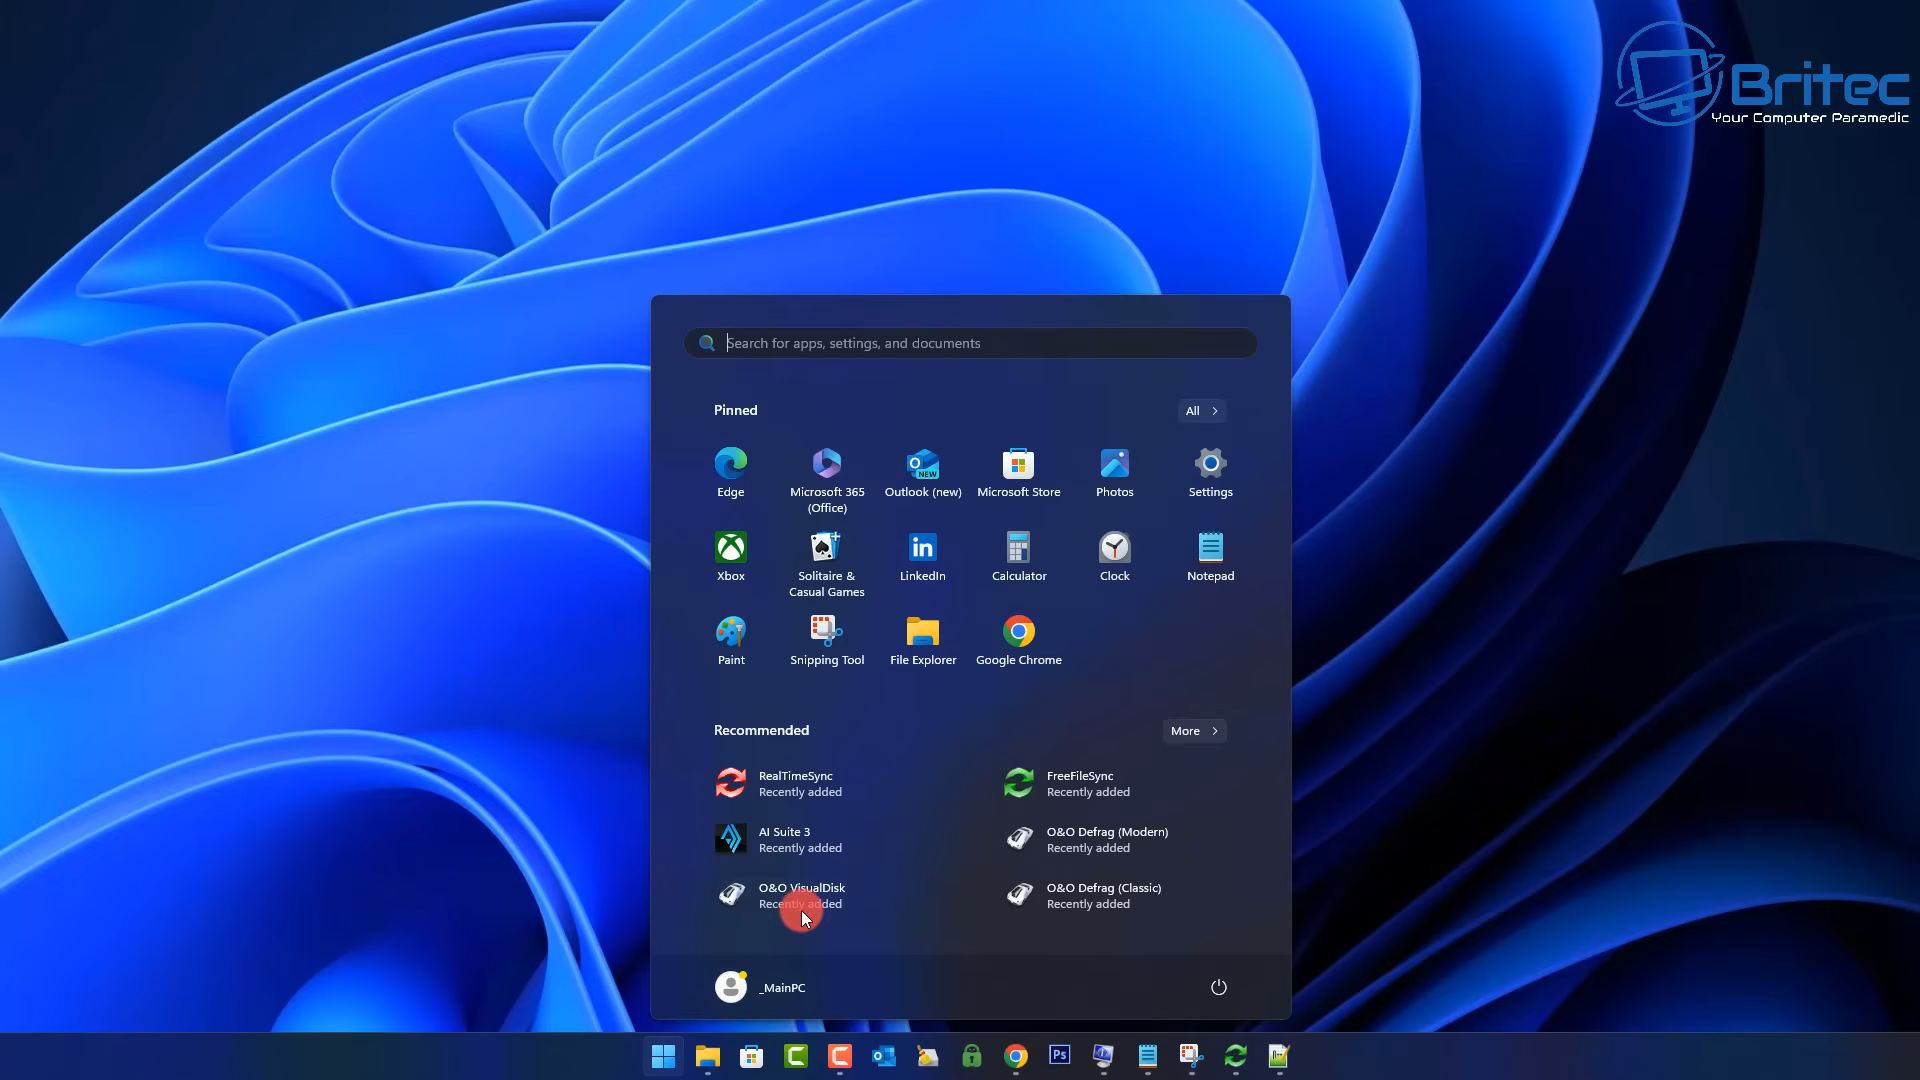 Britec
Your Computer Paramedic
Search for apps, settings, and documents
Pinned
All
Edge
Microsoft 365
(Office)
Outlook (new)
Microsoft Store
Photos
Settings
Xbox
Solitaire &
Casual Games
LinkedIn
Calculator
Clock
Notepad
Paint
Snipping Tool
File Explorer
Google Chrome
Recommended
More
RealTimeSync
Recently added
FreeFileSync
Recently added
AI Suite 3
Recently added
O&O Defrag (Modern)
Recently added
O&O VisualDisk
Recently added
O&O Defrag (Classic)
Recently added
_MainPC
Ps